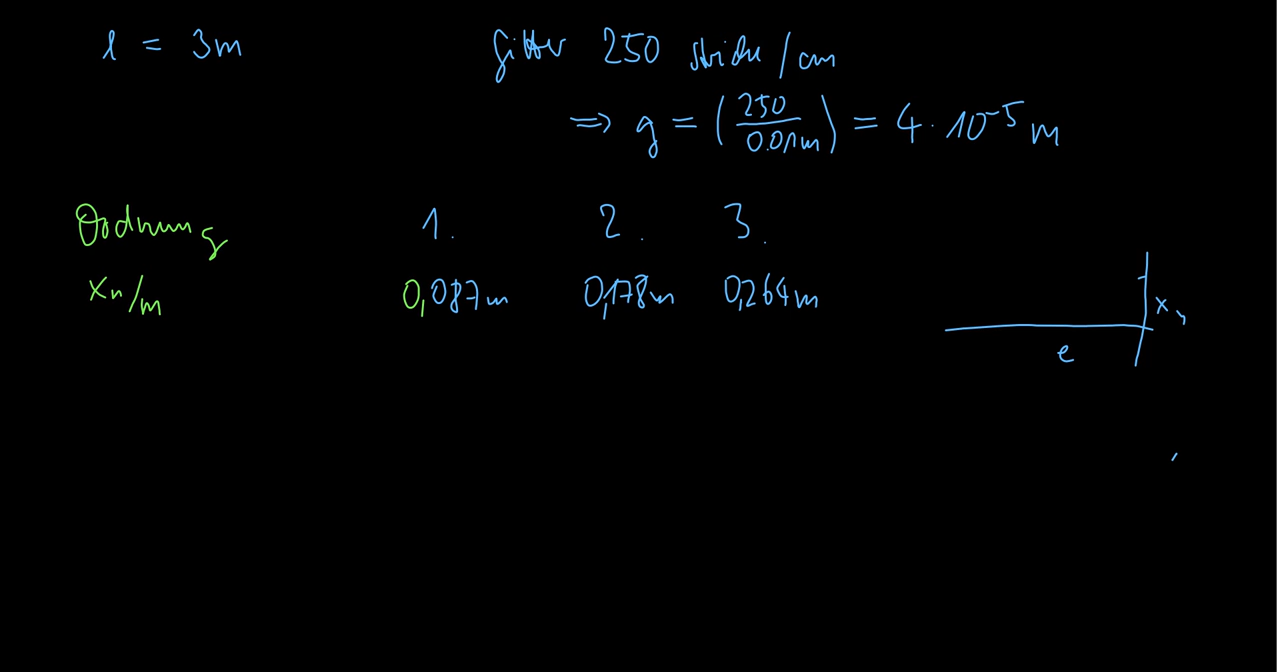 l = 3m
Gitter 250 Striche/cm
⇒ g = (250/0.01m) = 4 · 10⁻⁵ m
Ordnung 1. 2. 3.
xn/m 0,087m 0,178m 0,264m
xn
e